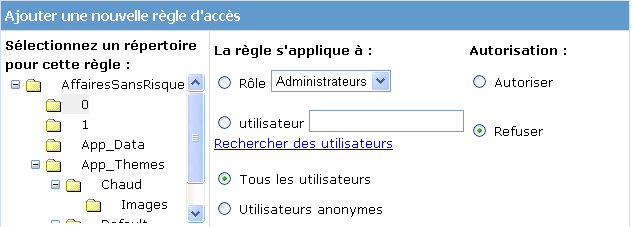 Ajouter une nouvelle règle d'accès
Sélectionnez un répertoire
pour cette règle :
AffairesSansRisque
0
1
App_Data
App_Themes
Chaud
Images
Default
La règle s'applique à :
Rôle Administrateurs
utilisateur
Rechercher des utilisateurs
Tous les utilisateurs
Utilisateurs anonymes
Autorisation :
Autoriser
Refuser